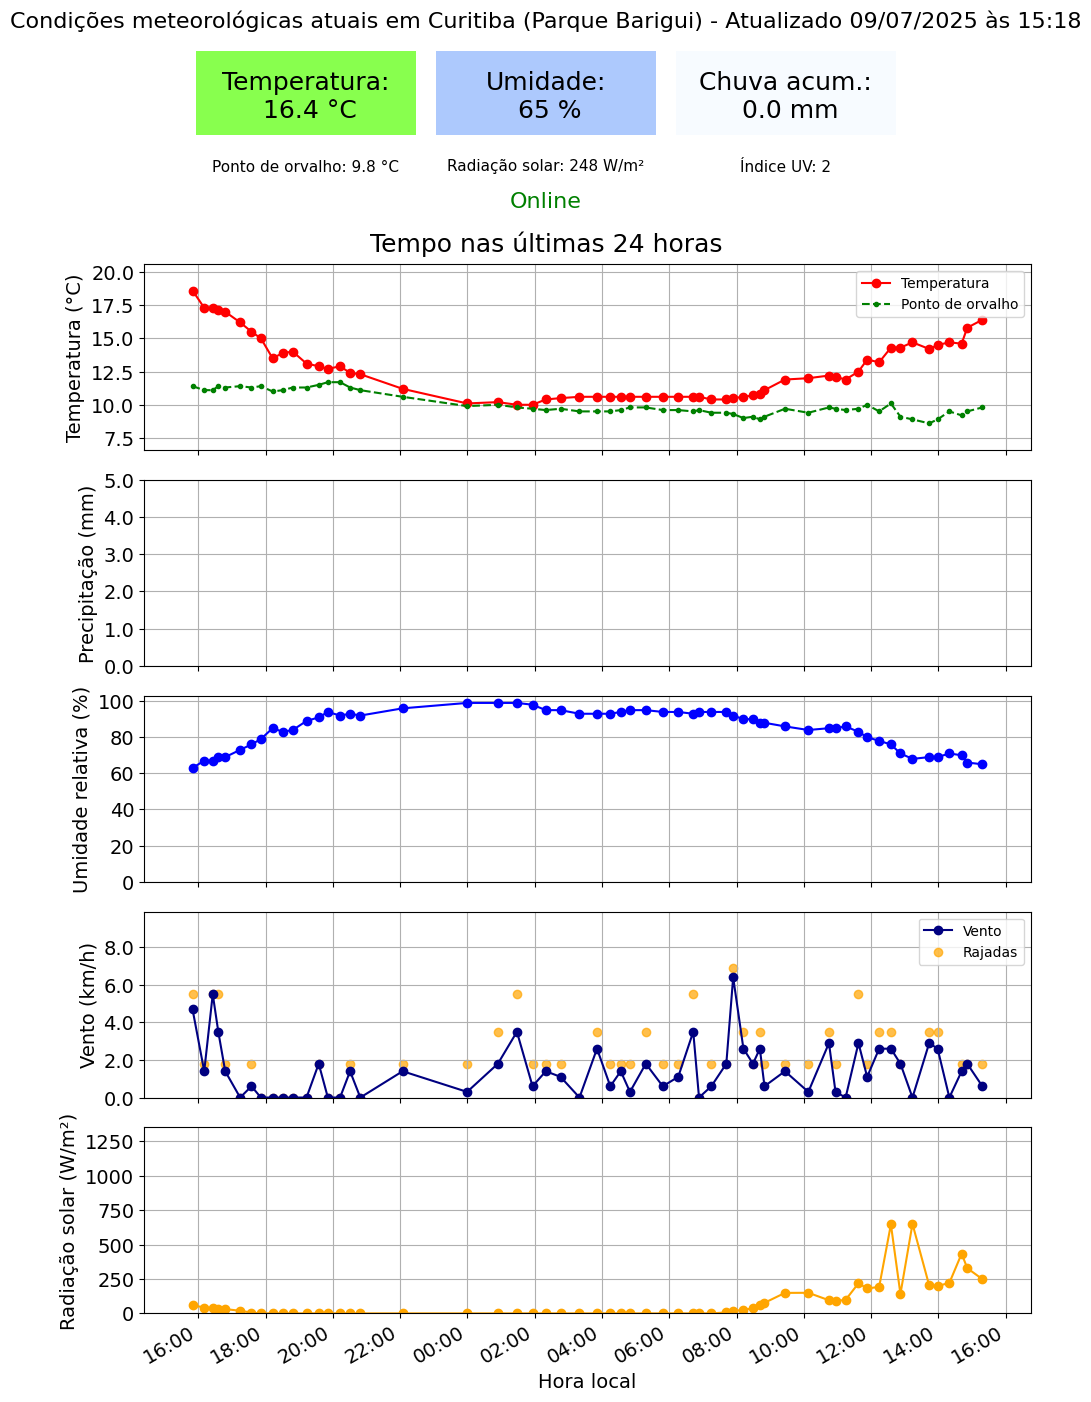 Condições meteorológicas atuais em Curitiba (Parque Barigui) - Atualizado 09/07/2025 às 15:18
Temperatura:
16.4 °C
Umidade:
65 %
Chuva acum.:
0.0 mm
Ponto de orvalho: 9.8 °C
Radiação solar: 248 W/m²
Índice UV: 2
Online
Tempo nas últimas 24 horas
Temperatura (°C)
20.0
17.5
15.0
12.5
10.0
7.5
Temperatura
Ponto de orvalho
Precipitação (mm)
5.0
4.0
3.0
2.0
1.0
0.0
Umidade relativa (%)
100
80
60
40
20
0
Vento (km/h)
8.0
6.0
4.0
2.0
0.0
Vento
Rajadas
Radiação solar (W/m²)
1250
1000
750
500
250
0
16:00
18:00
20:00
22:00
00:00
02:00
04:00
06:00
08:00
10:00
12:00
14:00
16:00
Hora local